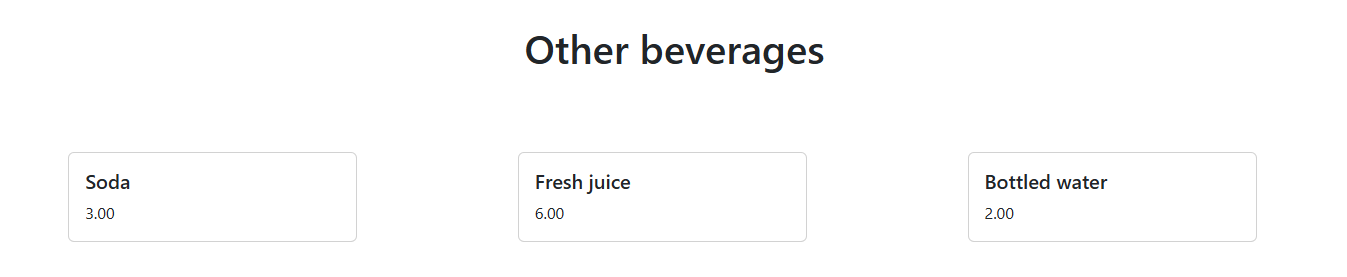 Other beverages
Soda
3.00
Fresh juice
6.00
Bottled water
2.00